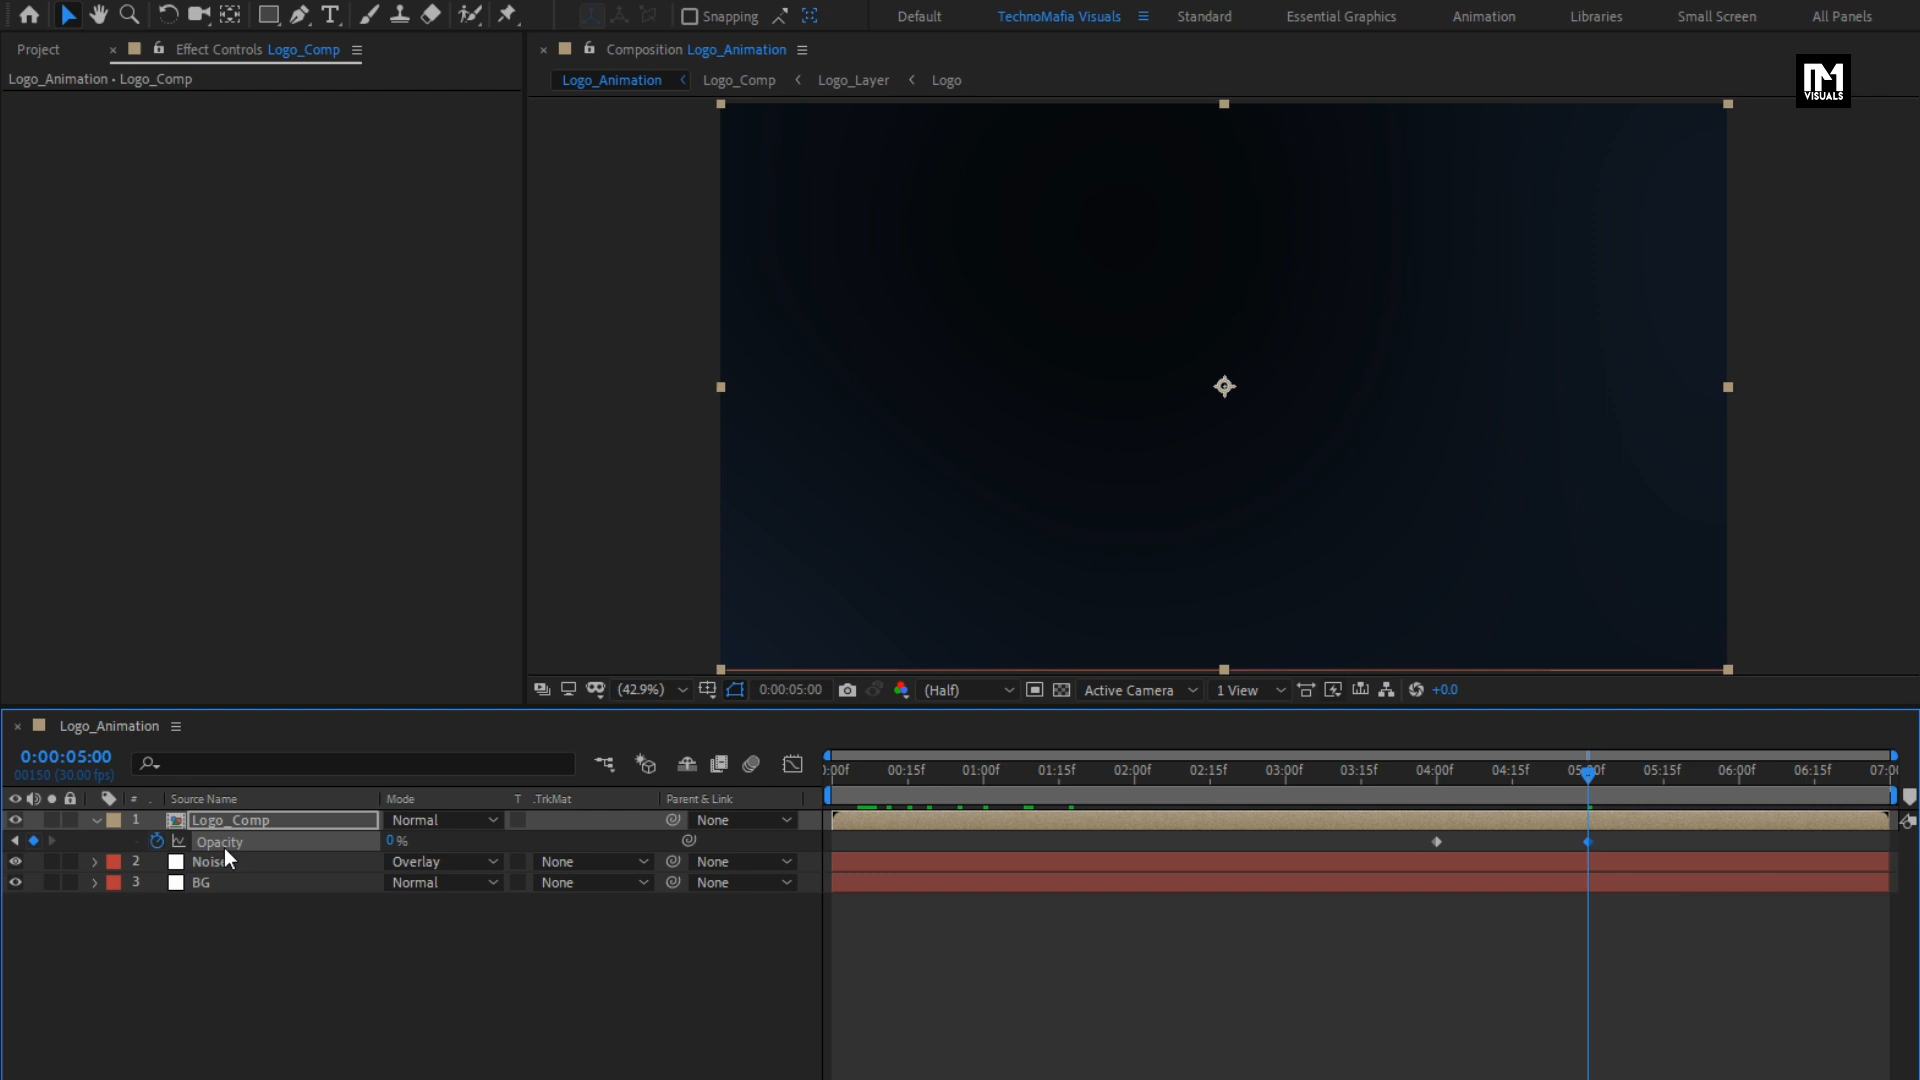 T Snapping Default TechnoMafia Visuals Standard Essential Graphics Animation Libraries Small Screen All Panels
Project × Effect Controls Logo_Comp × Composition Logo_Animation
Logo_Animation • Logo_Comp
Logo_Animation < Logo_Comp < Logo_Layer < Logo
VISUALS
(42.9%) 0:00:05:00 (Half) Active Camera 1 View +0.0
× Logo_Animation
0:00:05:00
00150 (30.00 fps)
):00f 00:15f 01:00f 01:15f 02:00f 02:15f 03:00f 03:15f 04:00f 04:15f 05:00f 05:15f 06:00f 06:15f 07:00
# . Source Name Mode T .TrkMat Parent & Link
1 Logo_Comp Normal None
Opacity 0 %
2 Noise Overlay None None
3 BG Normal None None